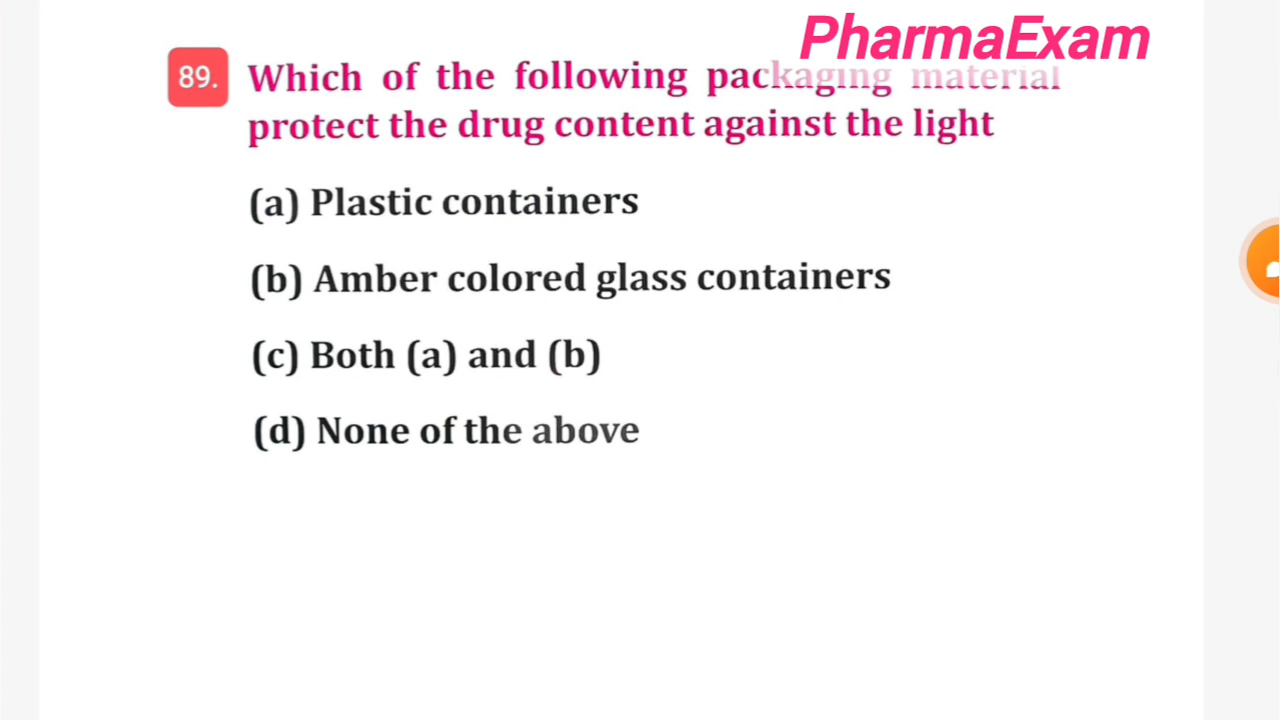 PharmaExam
89. Which of the following packaging material
protect the drug content against the light
(a) Plastic containers
(b) Amber colored glass containers
(c) Both (a) and (b)
(d) None of the above